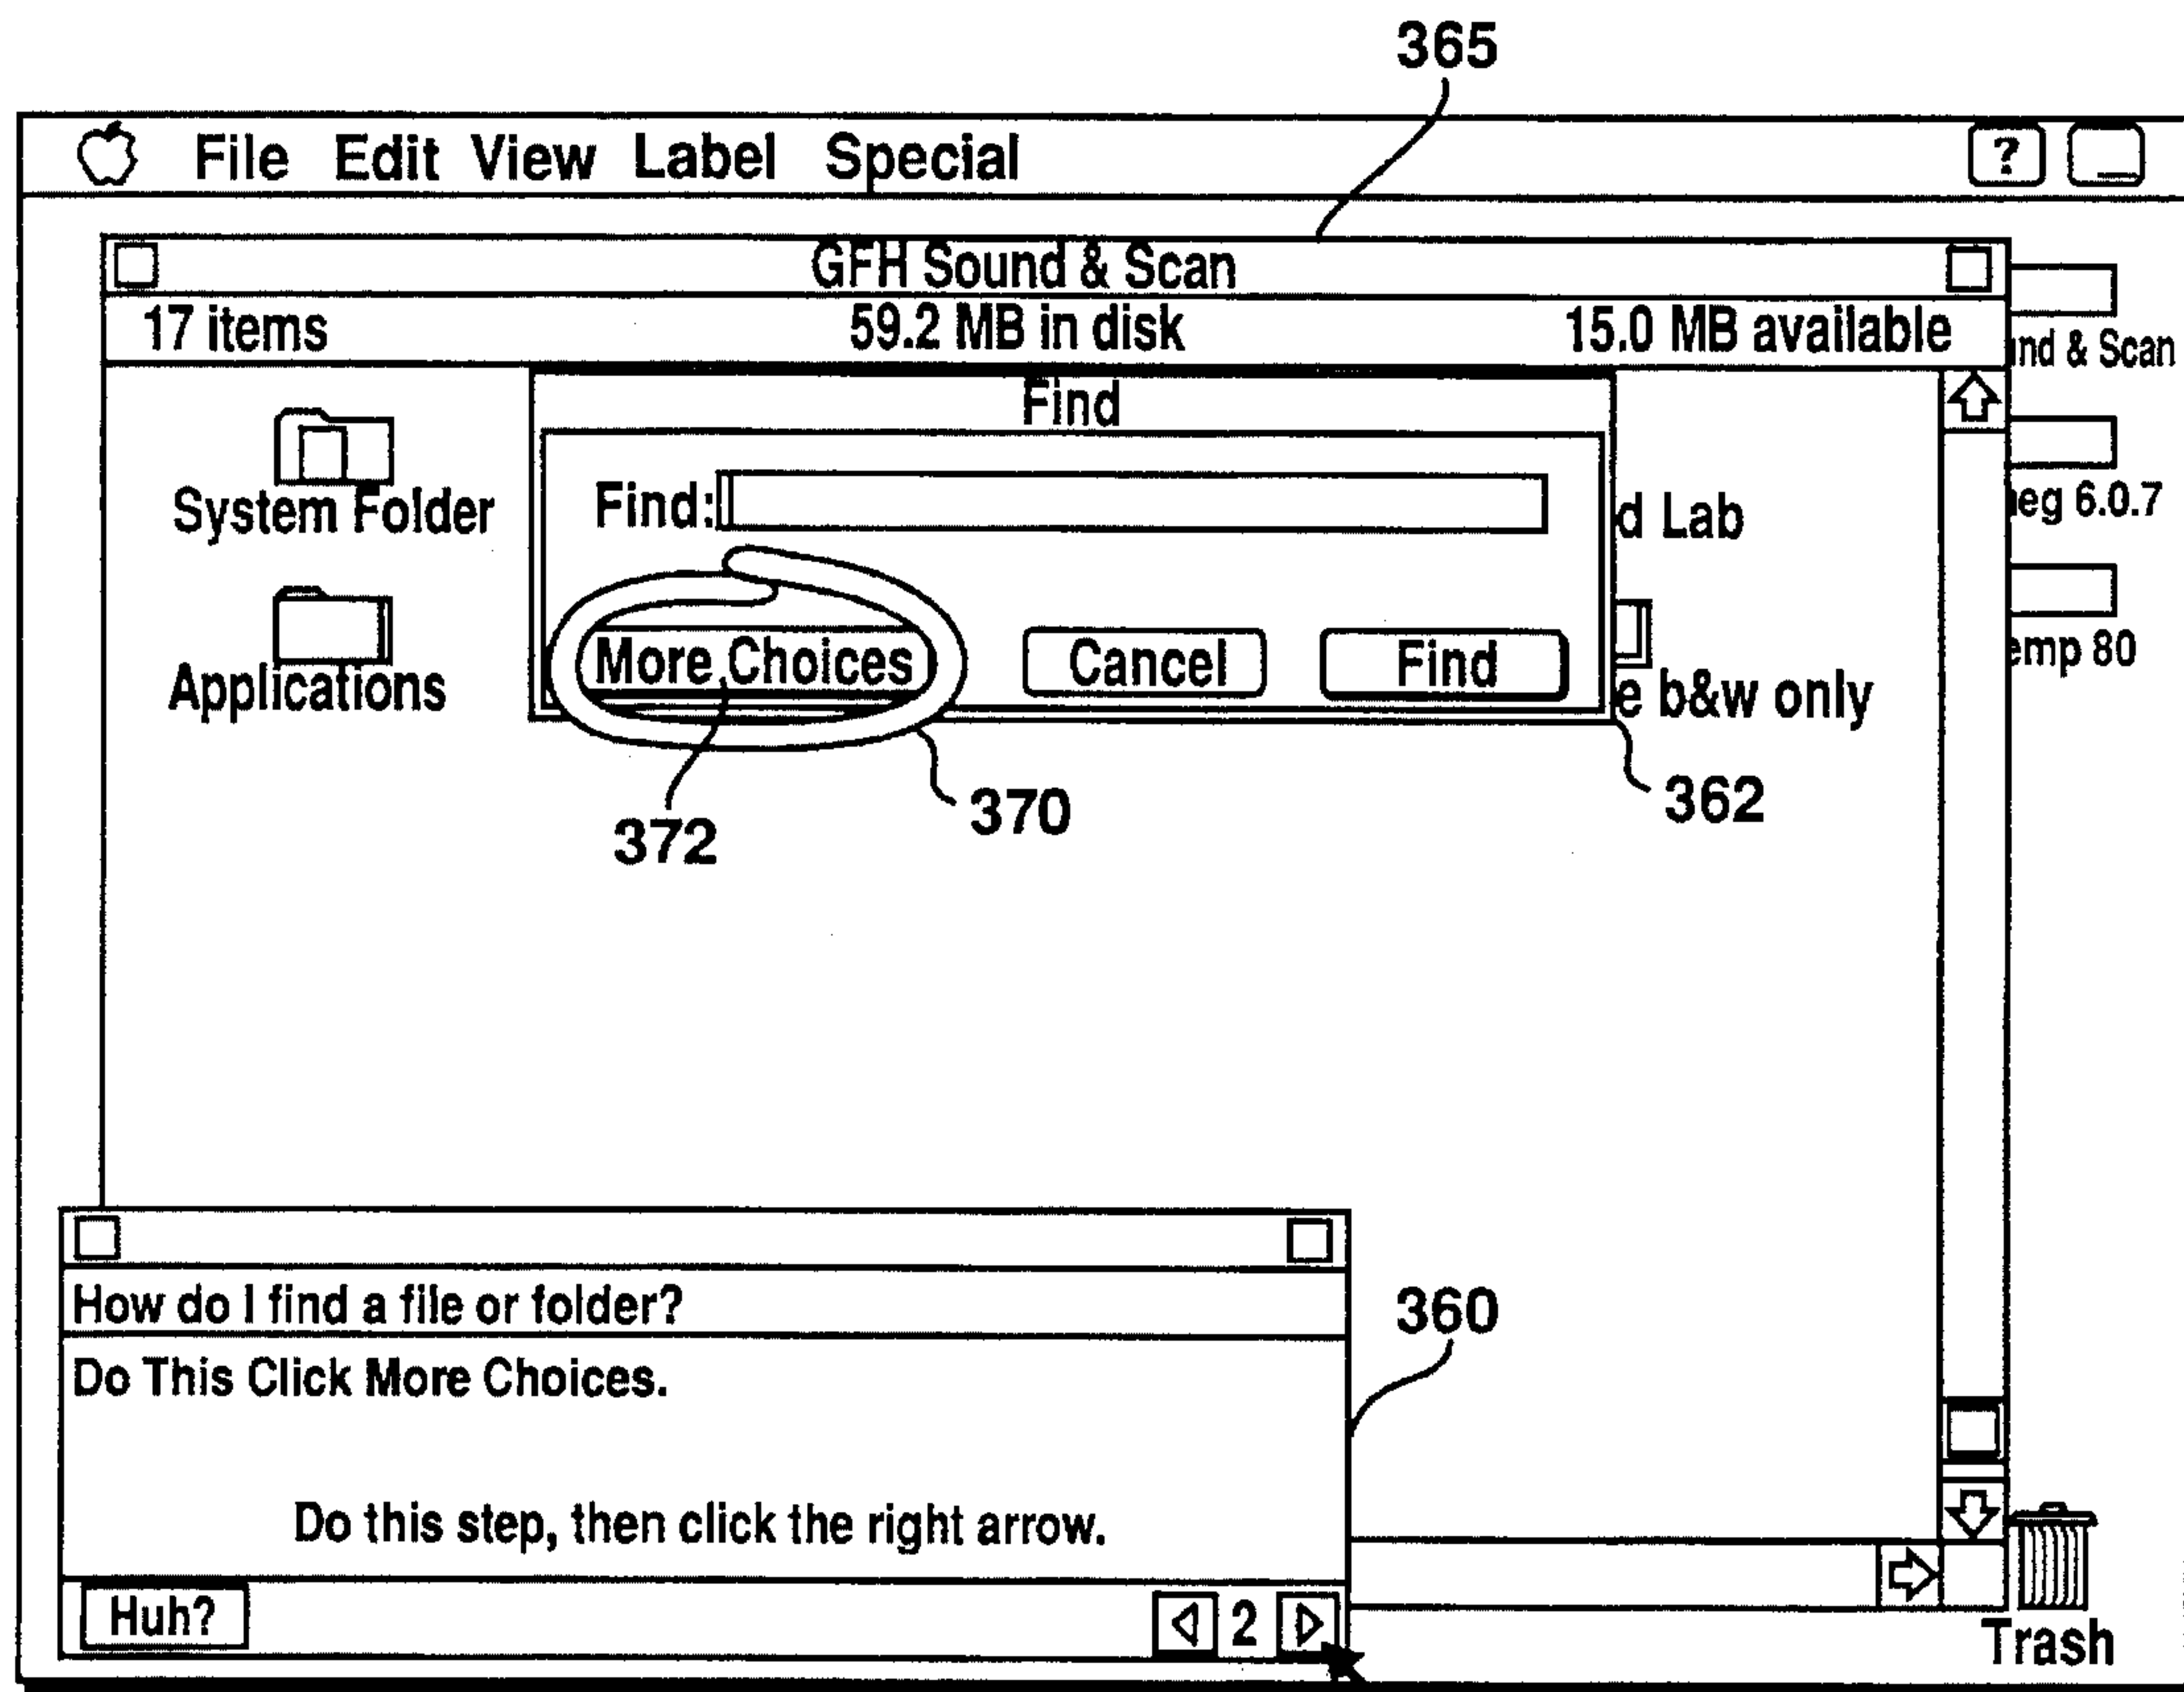 365
File Edit View Label Special ?
GFH Sound & Scan
17 items 59.2 MB in disk 15.0 MB available
nd & Scan
Find
System Folder
Find:
d Lab
eg 6.0.7
Applications
More Choices Cancel Find
e b&w only
emp 80
372
370
362
How do I find a file or folder?
360
Do This Click More Choices.
Do this step, then click the right arrow.
Huh? 2
Trash